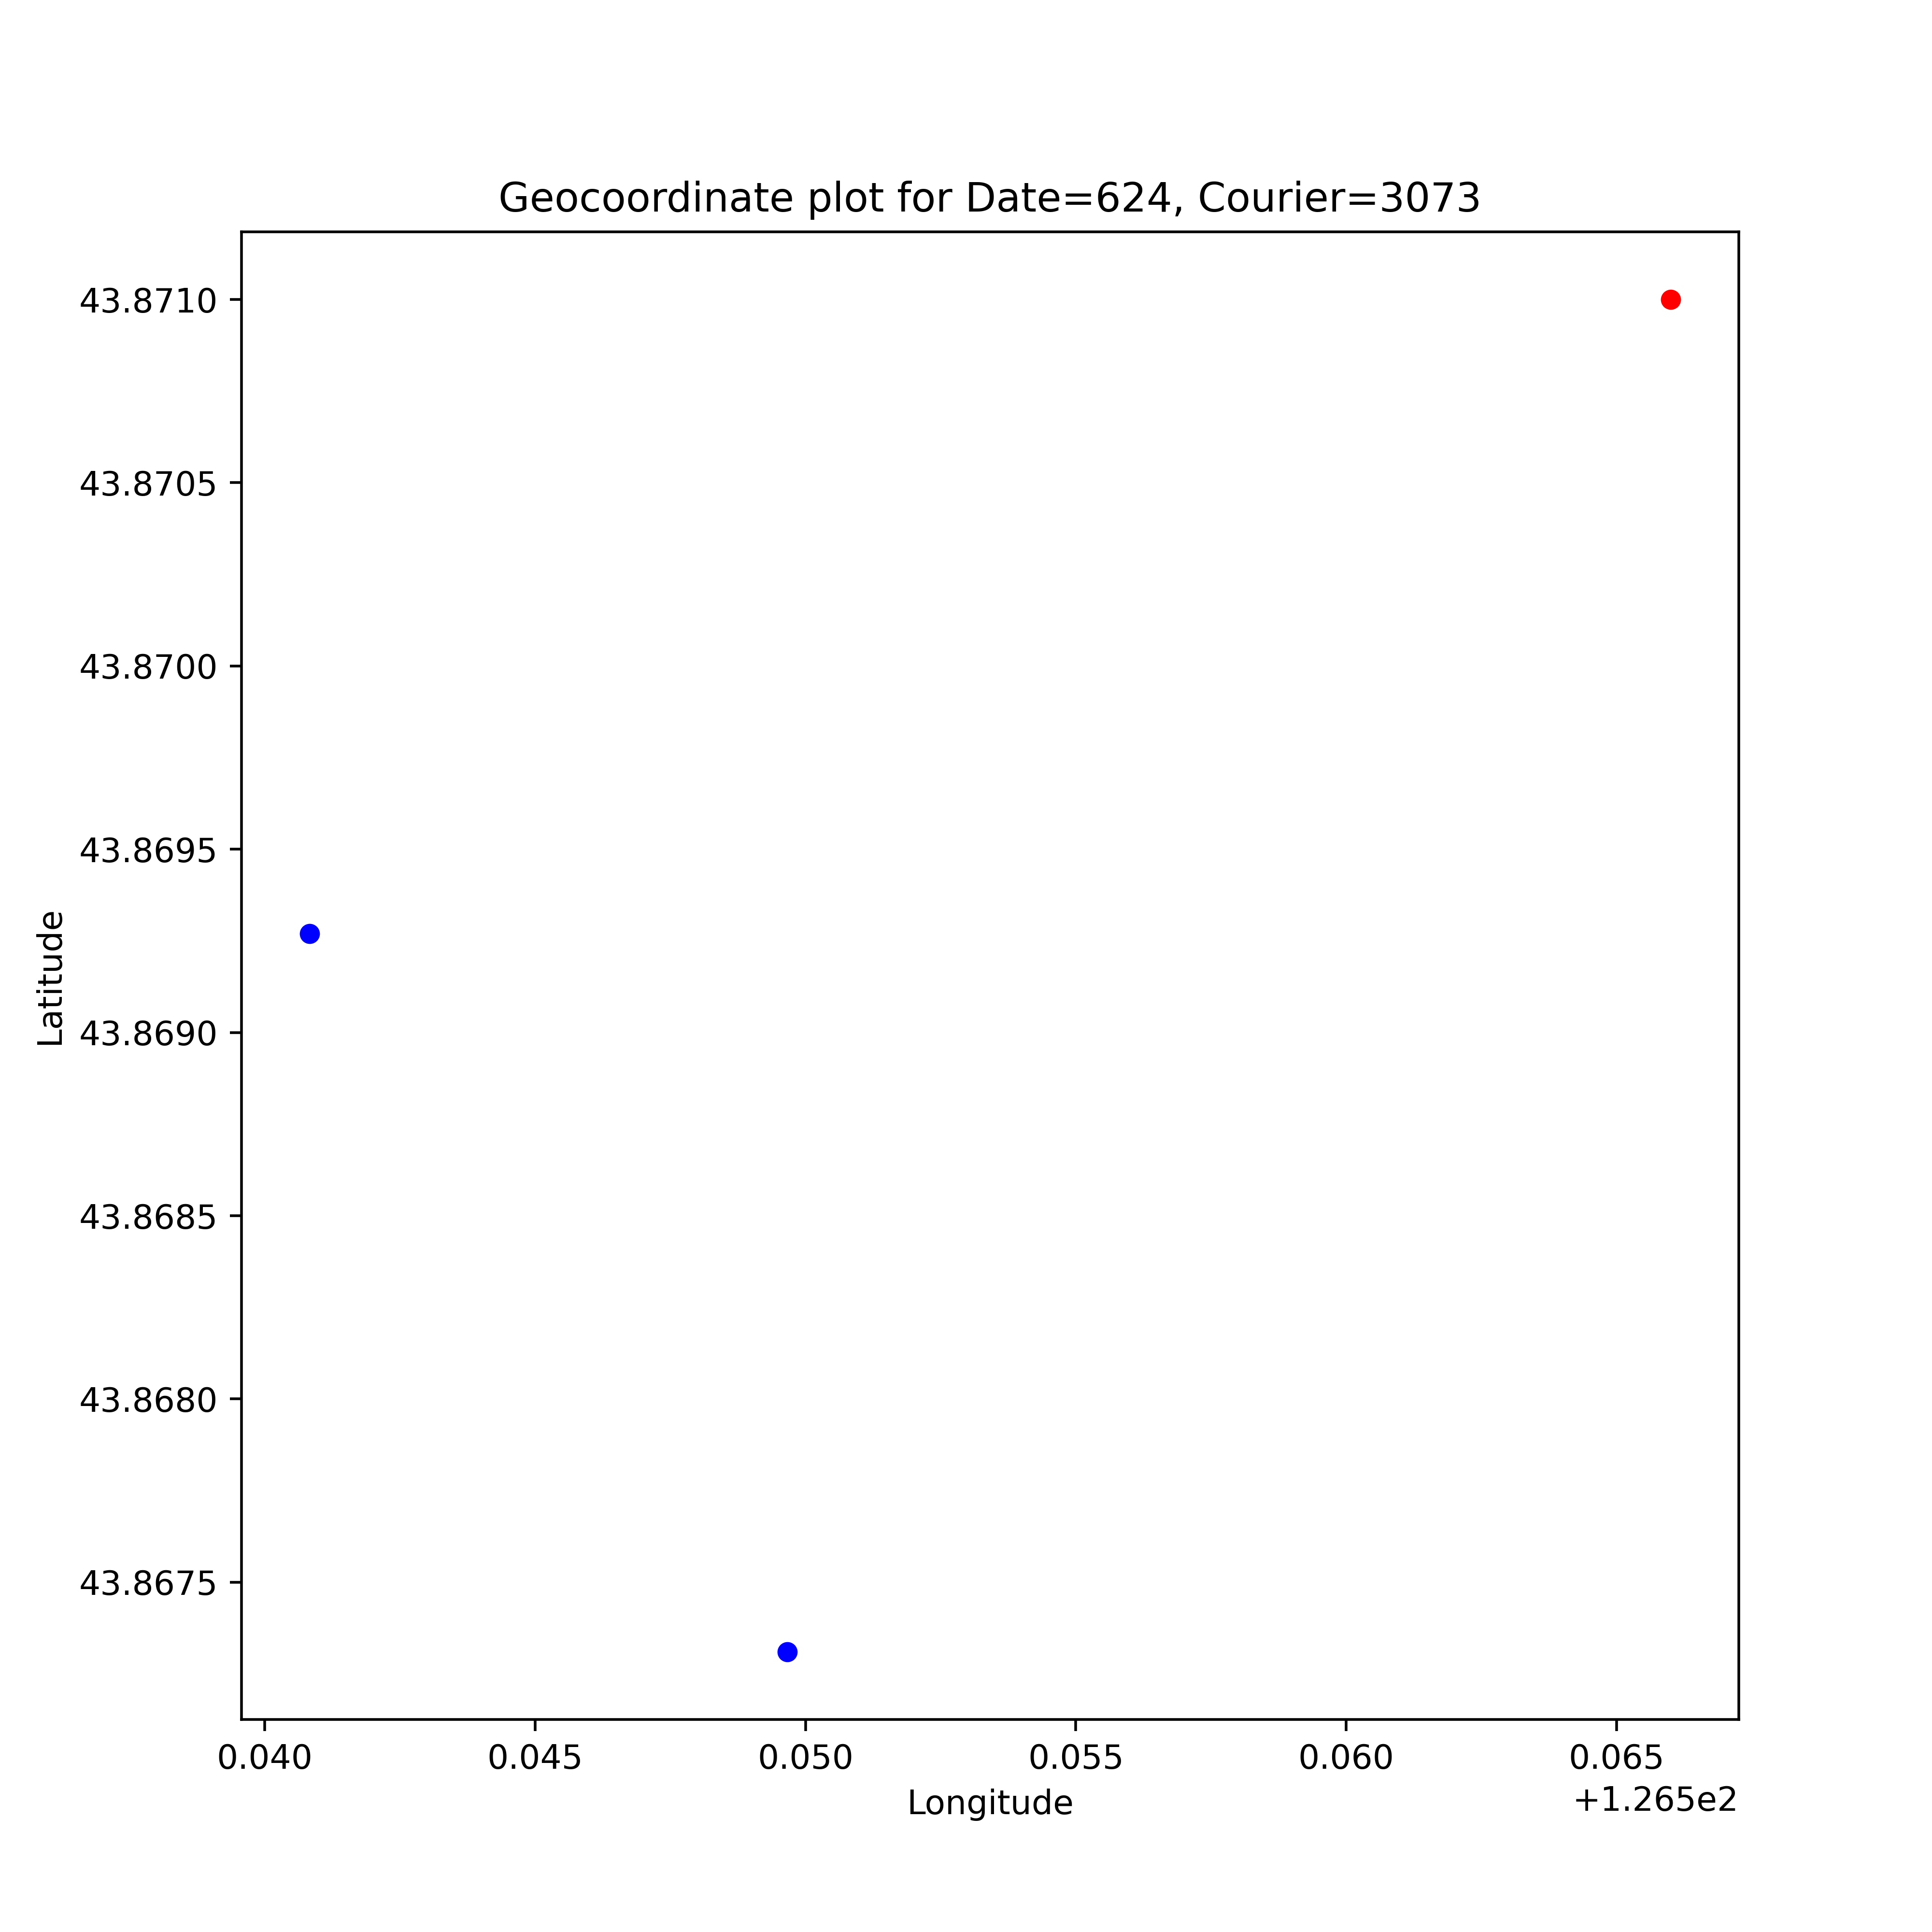 Geocoordinate plot for Date=624, Courier=3073
43.8710
43.8705
43.8700
43.8695
43.8690
43.8685
43.8680
43.8675
Latitude
0.040 0.045 0.050 0.055 0.060 0.065
+1.265e2
Longitude